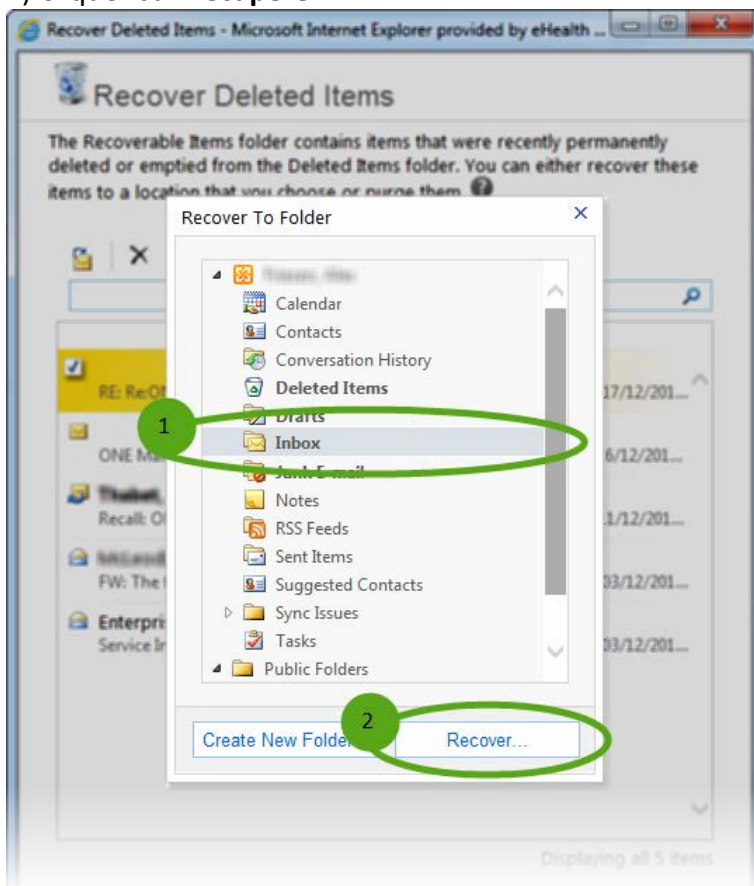 Recover Deleted Items - Microsoft Internet Explorer provided by eHealth ...
Recover Deleted Items
The Recoverable Items folder contains items that were recently permanently
deleted or emptied from the Deleted Items folder. You can either recover these
items to a location that you choose or purge them.
Recover To Folder
Calendar
Contacts
Conversation History
Deleted Items
Drafts
1
Inbox
Junk E-mail
Notes
RSS Feeds
Sent Items
Suggested Contacts
Sync Issues
Tasks
Public Folders
RE: Re:
17/12/201...
ONE
6/12/201...
Recall:
1/12/201...
FW: The
03/12/201...
Enterpri
Service
03/12/201...
2
Create New Folde
Recover...
Displaying all 5 items